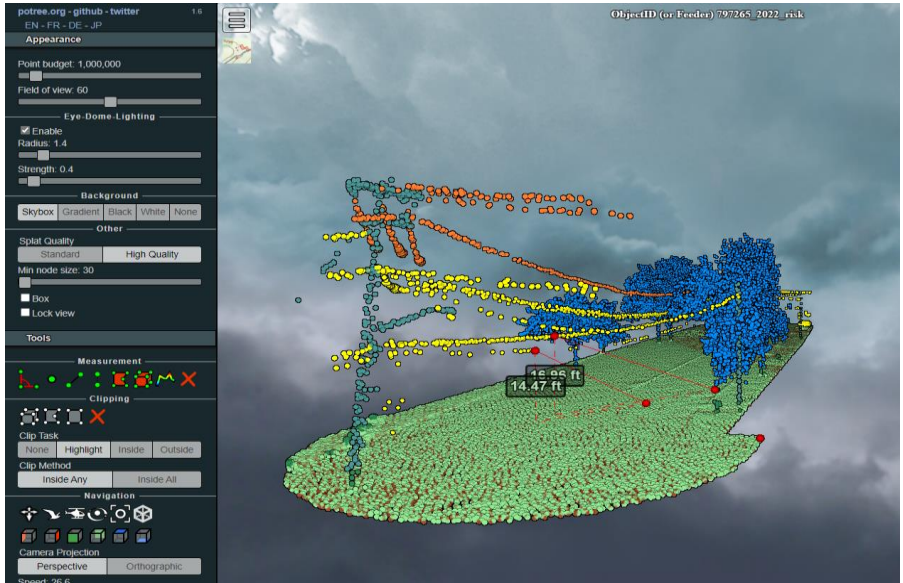 potree.org - github - twitter 1.6
EN - FR - DE - JP
Appearance
Point budget: 1,000,000
Field of view: 60
Eye-Dome-Lighting
Enable
Radius: 1.4
Strength: 0.4
Background
Skybox Gradient Black White None
Other
Splat Quality
Standard High Quality
Min node size: 30
Box
Lock view
Tools
Measurement
Clipping
Clip Task
None Highlight Inside Outside
Clip Method
Inside Any Inside All
Navigation
Camera Projection
Perspective Orthographic
Speed: 26.6
ObjectID (or Feeder) 797265_2022_risk
16.96 ft
14.47 ft